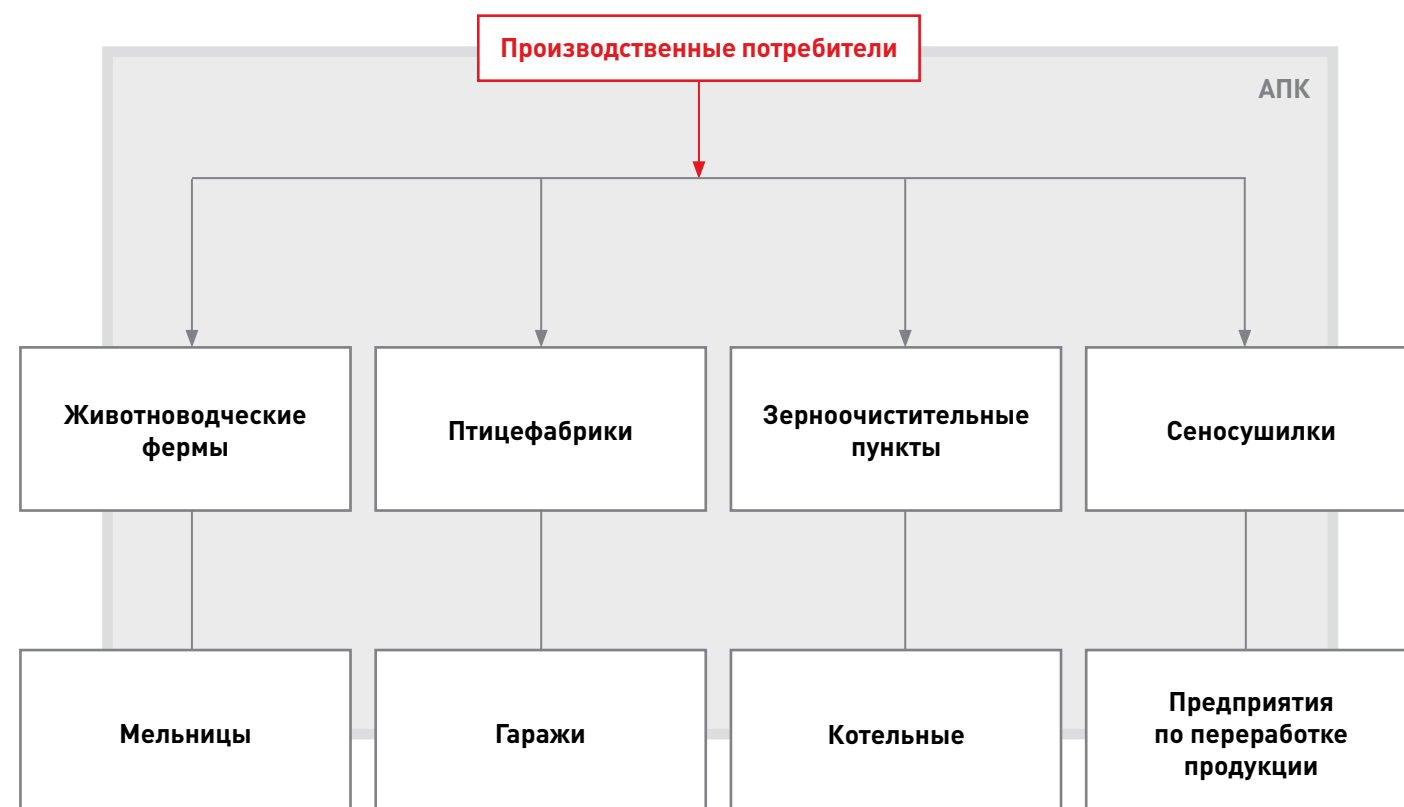 Производственные потребители
АПК
Животноводческие
фермы
Птицефабрики
Зерноочистительные
пункты
Сеносушилки
Мельницы
Гаражи
Котельные
Предприятия
по переработке
продукции